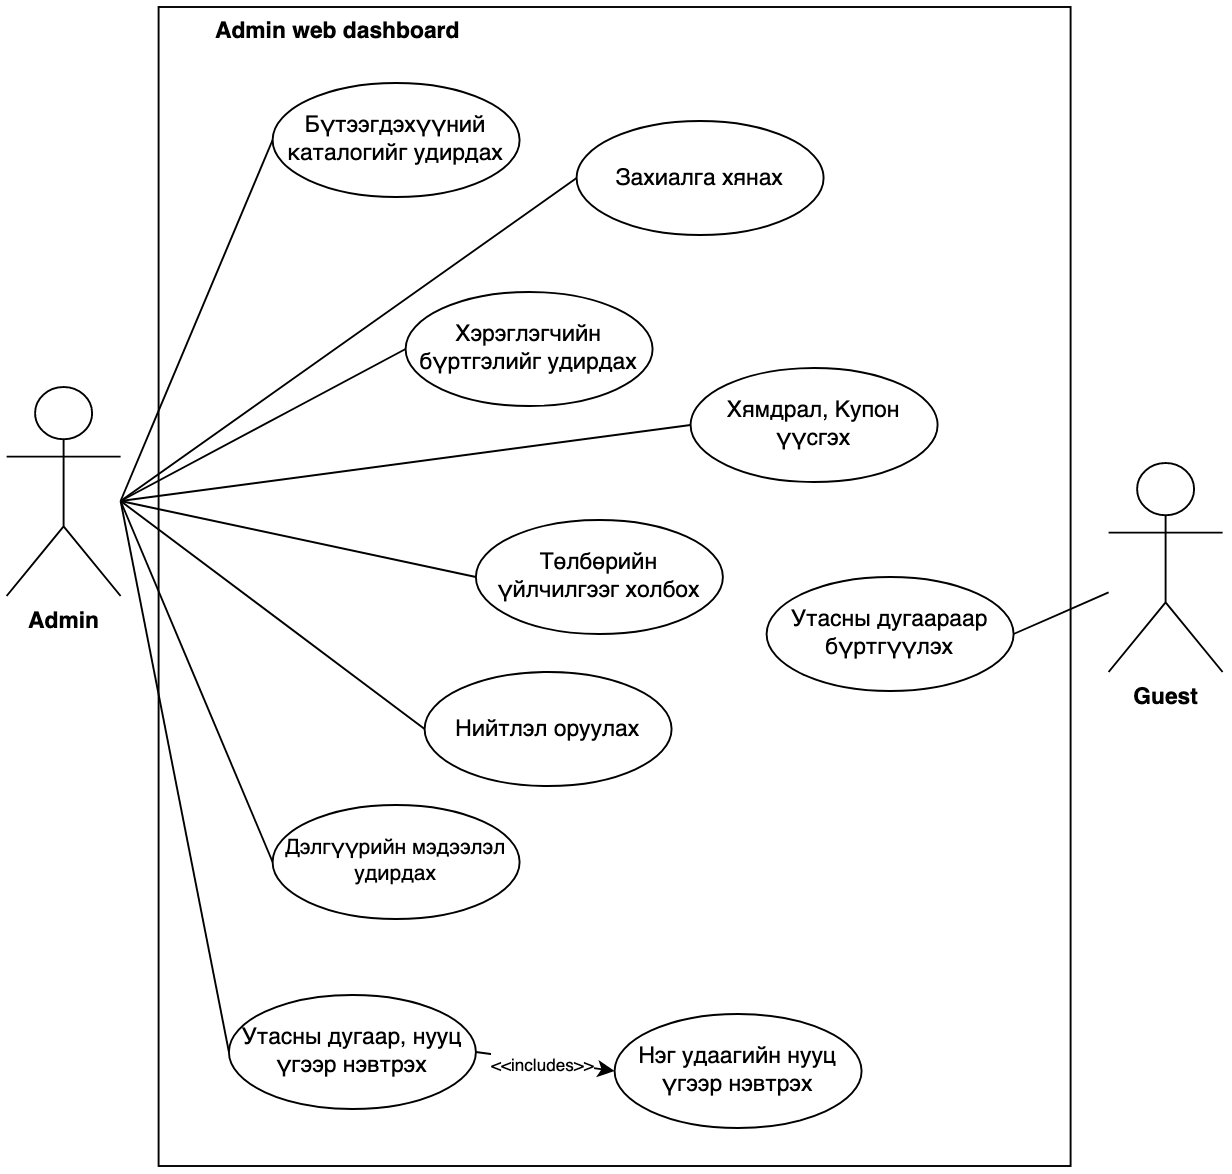 Admin web dashboard
Бүтээгдэхүүний
каталогийг удирдах
Захиалга хянах
Хэрэглэгчийн
бүртгэлийг удирдах
Хямдрал, Купон
үүсгэх
Төлбөрийн
үйлчилгээг холбох
Утасны дугаараар
бүртгүүлэх
Admin
Guest
Нийтлэл оруулах
Дэлгүүрийн мэдээлэл
удирдах
Утасны дугаар, нууц
үгээр нэвтрэх
<<includes>>
Нэг удаагийн нууц
үгээр нэвтрэх